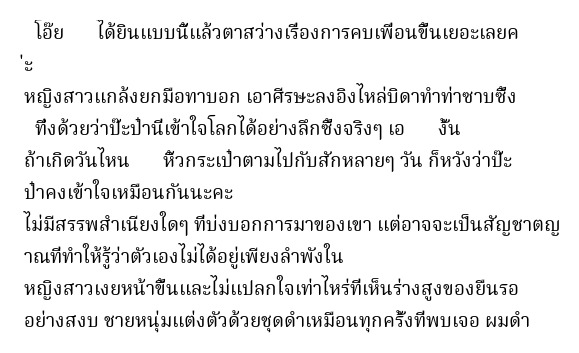 โอ๊ย ได้ยินแบบนี้แล้วตาสว่างเรื่องการคบเพื่อนขึ้นเยอะเลยค
่ะ
หญิงสาวแกล้งยกมือทาบอก เอาศีรษะลงอิงไหล่บิดาทำท่าซาบซึ้ง
ทึ่งด้วยว่าป๊ะป๋านี่เข้าใจโลกได้อย่างลึกซึ้งจริงๆ เอ งั้น
ถ้าเกิดวันไหน หิ้วกระเป๋าตามไปกับสักหลายๆ วัน ก็หวังว่าป๊ะ
ป๋าคงเข้าใจเหมือนกันนะคะ
ไม่มีสรรพสำเนียงใดๆ ที่บ่งบอกการมาของเขา แต่อาจจะเป็นสัญชาตญ
าณที่ทำให้รู้ว่าตัวเองไม่ได้อยู่เพียงลำพังใน
หญิงสาวเงยหน้าขึ้นและไม่แปลกใจเท่าไหร่ที่เห็นร่างสูงของยืนรอ
อย่างสงบ ชายหนุ่มแต่งตัวด้วยชุดดำเหมือนทุกครั้งที่พบเจอ ผมดำ